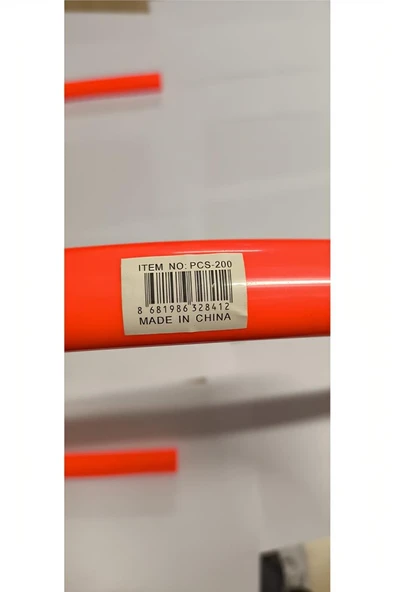 ITEM NO: PCS-200
8 681986 328412
MADE IN CHINA